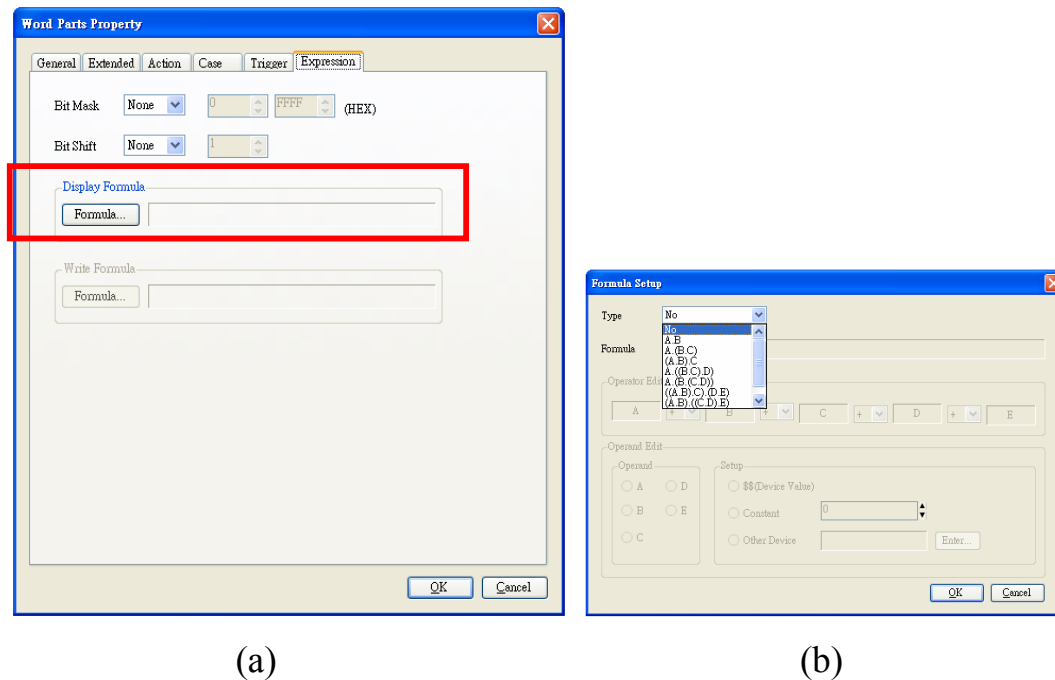 Word Parts Property
General Extended Action Case Trigger Expression
Bit Mask None 0 FFFF (HEX)
Bit Shift None 1
Display Formula
Formula...
Write Formula
Formula...
OK Cancel
(a)
Formula Setup
Type No
No
A.B
Formula A.(B.C)
(A.B).C
A.((B.C).D)
Operator Edi A.(B.(C.D))
((A.B).C).(D.E)
(A.B).((C.D).E)
A + B + C + D + E
Operand Edit
Operand Setup
A D $$(Device Value)
B E Constant 0
C Other Device Enter...
OK Cancel
(b)